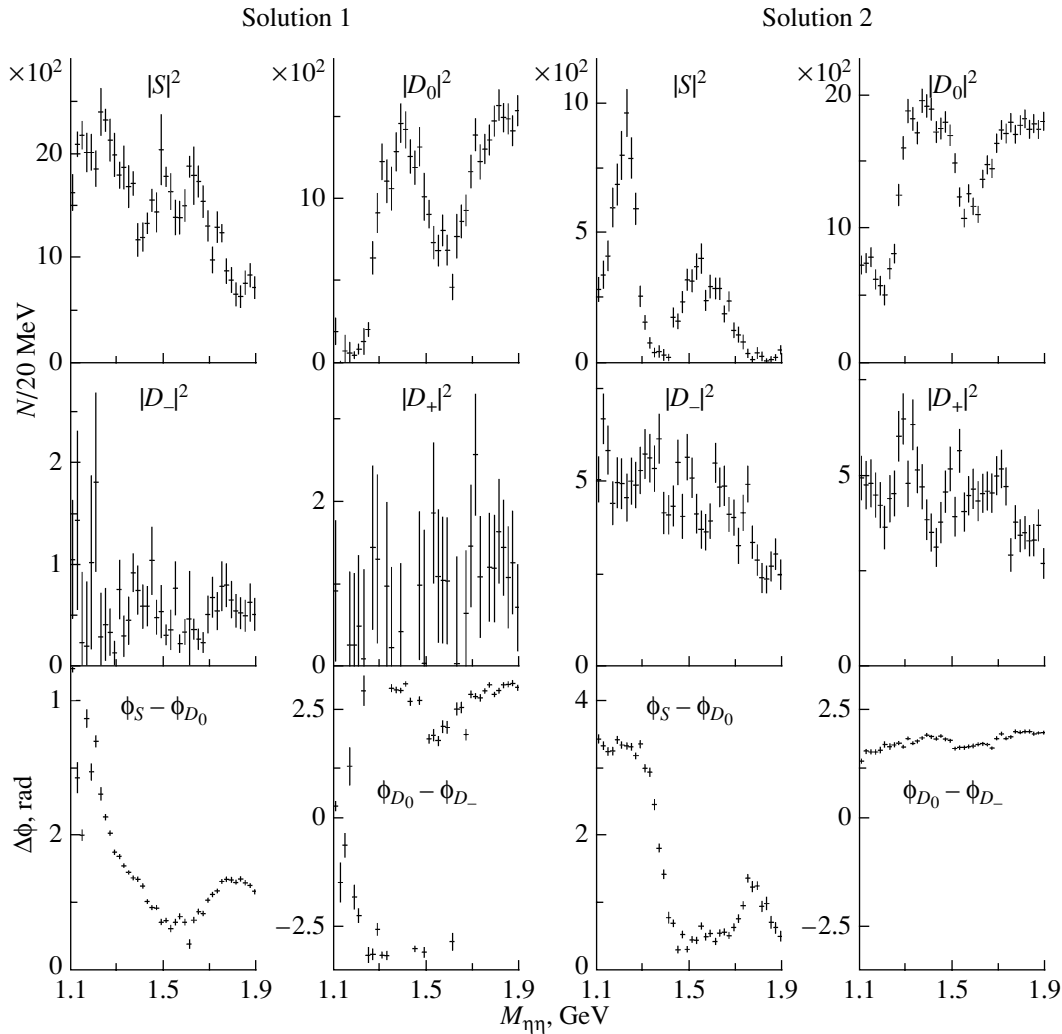 Solution 1 Solution 2
×10² |S|² ×10² |D₀|² |S|² ×10² |D₀|²
10 20
20
10
10
5 10
N/20 MeV
0 0 0 0
|D₋|² |D₊|² |D₋|² |D₊|²
2
2 5 5
1
0 0 0 0
1 ϕ_S – ϕ_{D₀} 2.5 4 ϕ_S – ϕ_{D₀} 2.5
Δϕ, rad
2 0 ϕ_{D₀} – ϕ_{D₋} 2 0 ϕ_{D₀} – ϕ_{D₋}
–2.5 –2.5
0 0
1.1 1.5 1.9 1.1 1.5 1.9 1.1 1.5 1.9 1.1 1.5 1.9
M_{ηη}, GeV